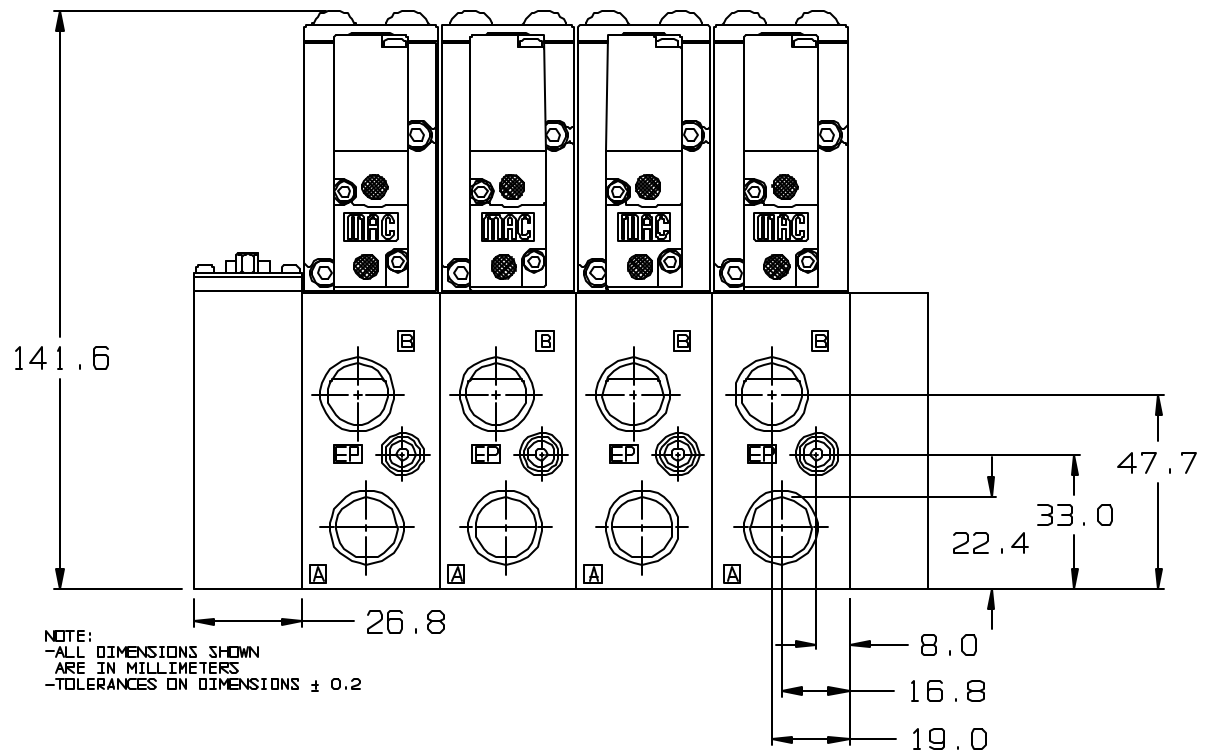 MAC MAC MAC MAC
B B B B
141.6
EP EP EP EP
47.7
33.0
22.4
A A A A
26.8
NOTE:
-ALL DIMENSIONS SHOWN
ARE IN MILLIMETERS
-TOLERANCES ON DIMENSIONS ± 0.2
8.0
16.8
19.0